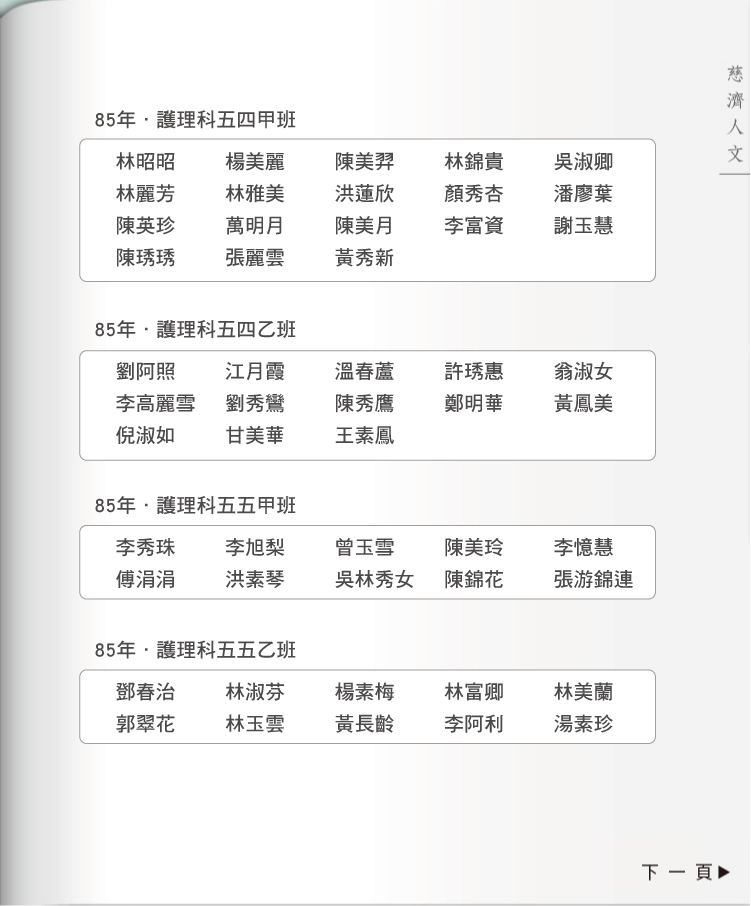 慈濟人文
85年．護理科五四甲班
林昭昭 楊美麗 陳美羿 林錦貴 吳淑卿
林麗芳 林雅美 洪蓮欣 顏秀杏 潘廖葉
陳英珍 萬明月 陳美月 李富資 謝玉慧
陳琇琇 張麗雲 黃秀新
85年．護理科五四乙班
劉阿照 江月霞 溫春蘆 許琇惠 翁淑女
李高麗雪 劉秀鸞 陳秀鷹 鄭明華 黃鳳美
倪淑如 甘美華 王素鳳
85年．護理科五五甲班
李秀珠 李旭梨 曾玉雪 陳美玲 李憶慧
傅涓涓 洪素琴 吳林秀女 陳錦花 張游錦連
85年．護理科五五乙班
鄧春治 林淑芬 楊素梅 林富卿 林美蘭
郭翠花 林玉雲 黃長齡 李阿利 湯素珍
下一頁▶